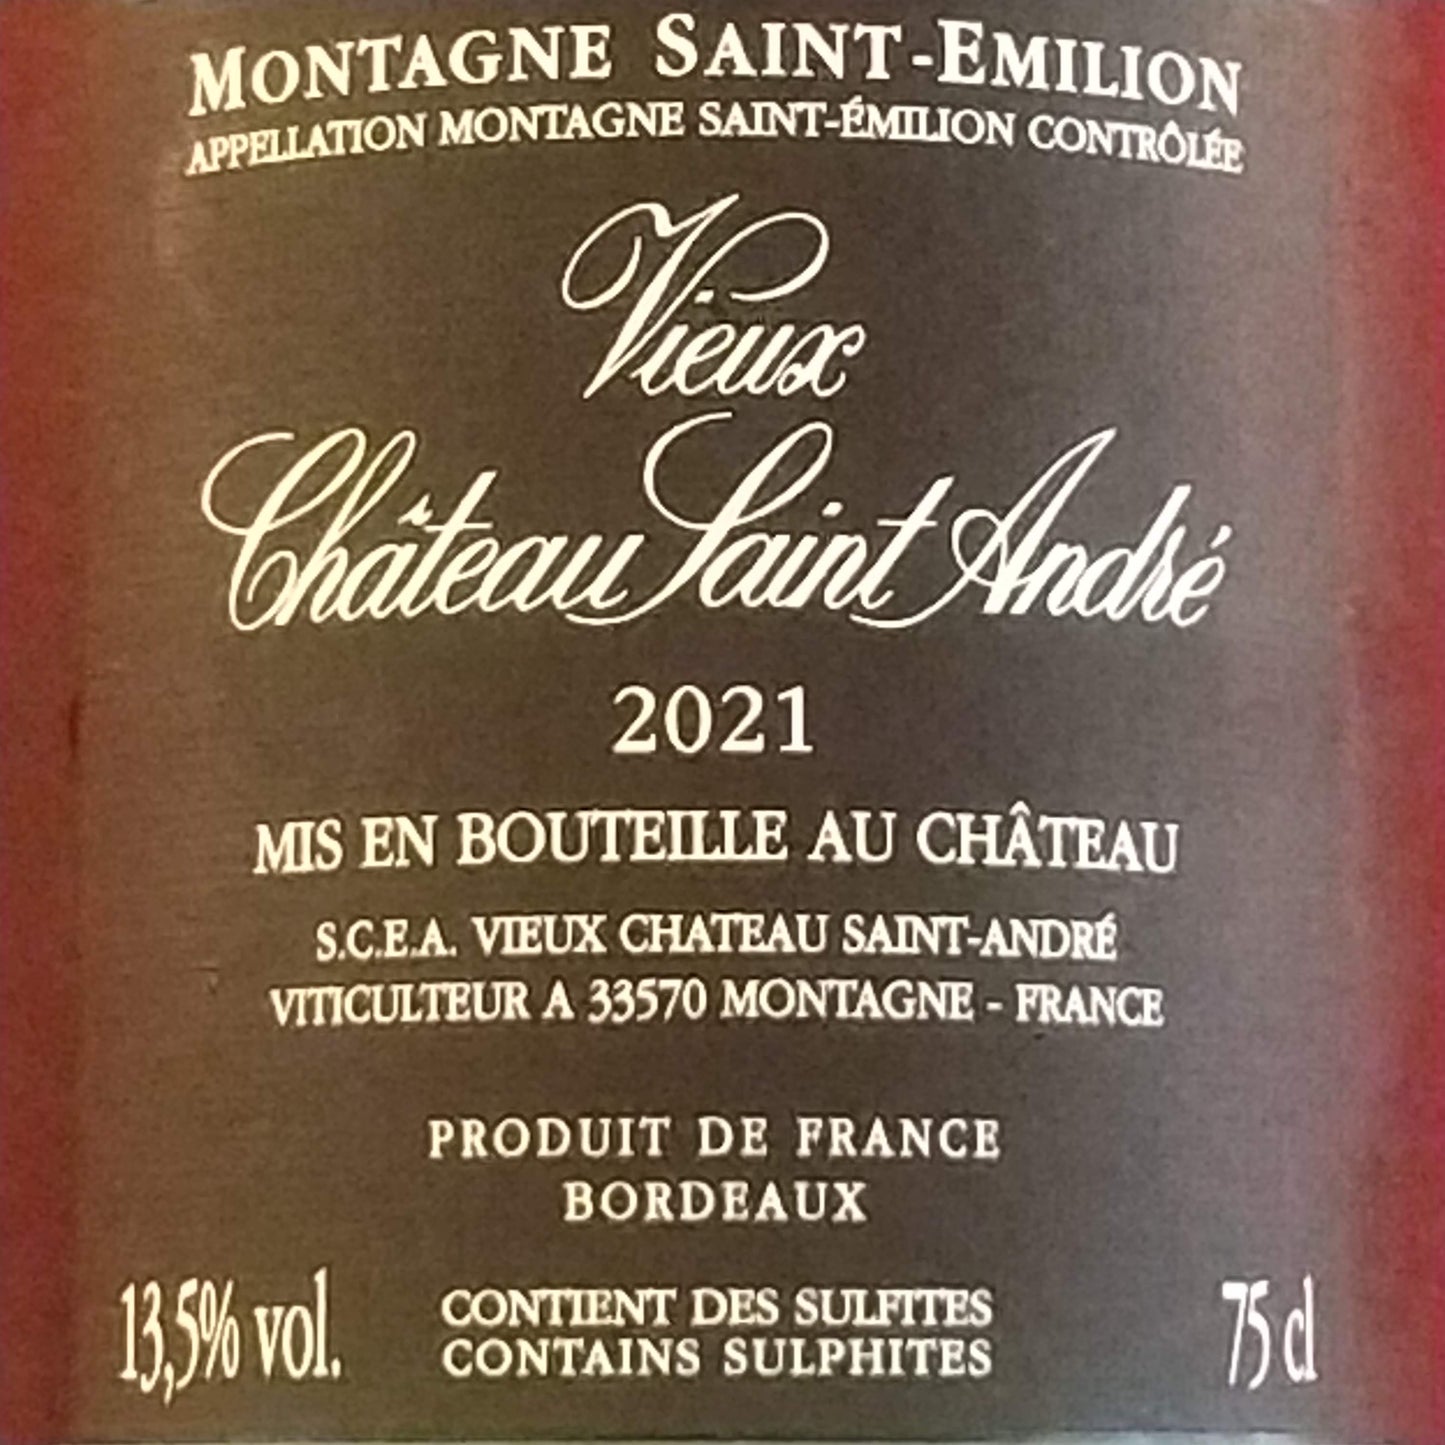 MONTAGNE SAINT-EMILION
APPELLATION MONTAGNE SAINT-ÉMILION CONTRÔLÉE
Vieux
Château Saint André
2021
MIS EN BOUTEILLE AU CHÂTEAU
S.C.E.A. VIEUX CHATEAU SAINT-ANDRÉ
VITICULTEUR A 33570 MONTAGNE - FRANCE
PRODUIT DE FRANCE
BORDEAUX
13,5% vol.
CONTIENT DES SULFITES
CONTAINS SULPHITES
75 cl